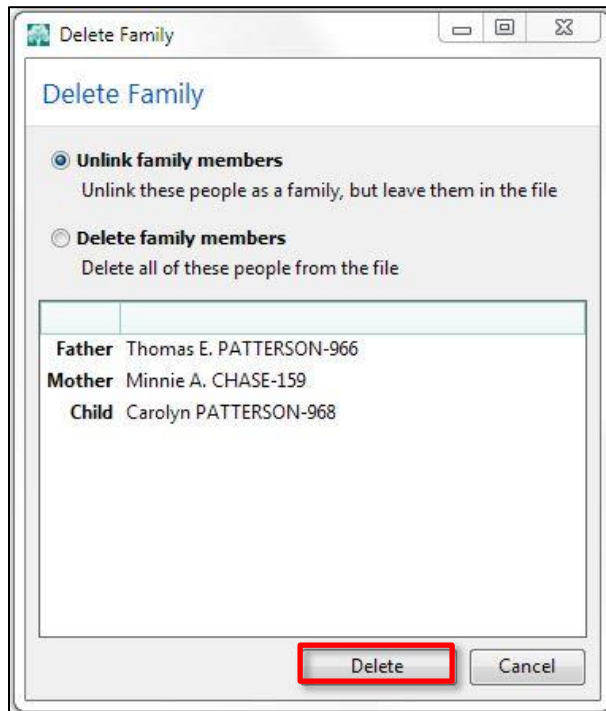 Delete Family
Delete Family
Unlink family members
Unlink these people as a family, but leave them in the file
Delete family members
Delete all of these people from the file
Father Thomas E. PATTERSON-966
Mother Minnie A. CHASE-159
Child Carolyn PATTERSON-968
Delete Cancel